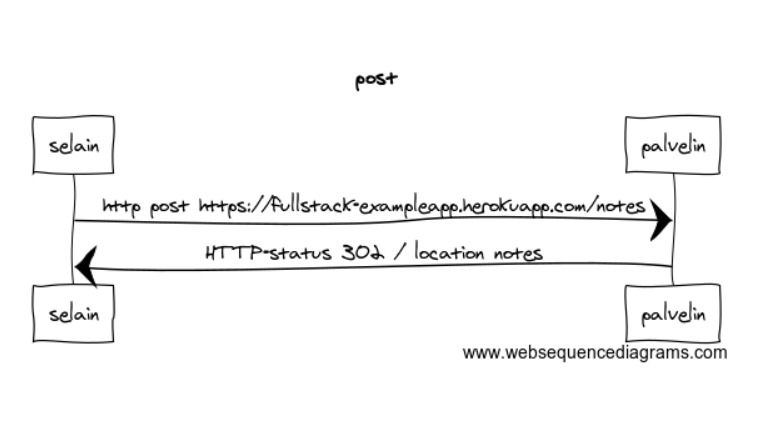 post
selain palvelin
http post https://fullstack-exampleapp.herokuapp.com/notes
HTTP-status 302 / location notes
selain palvelin
www.websequencediagrams.com